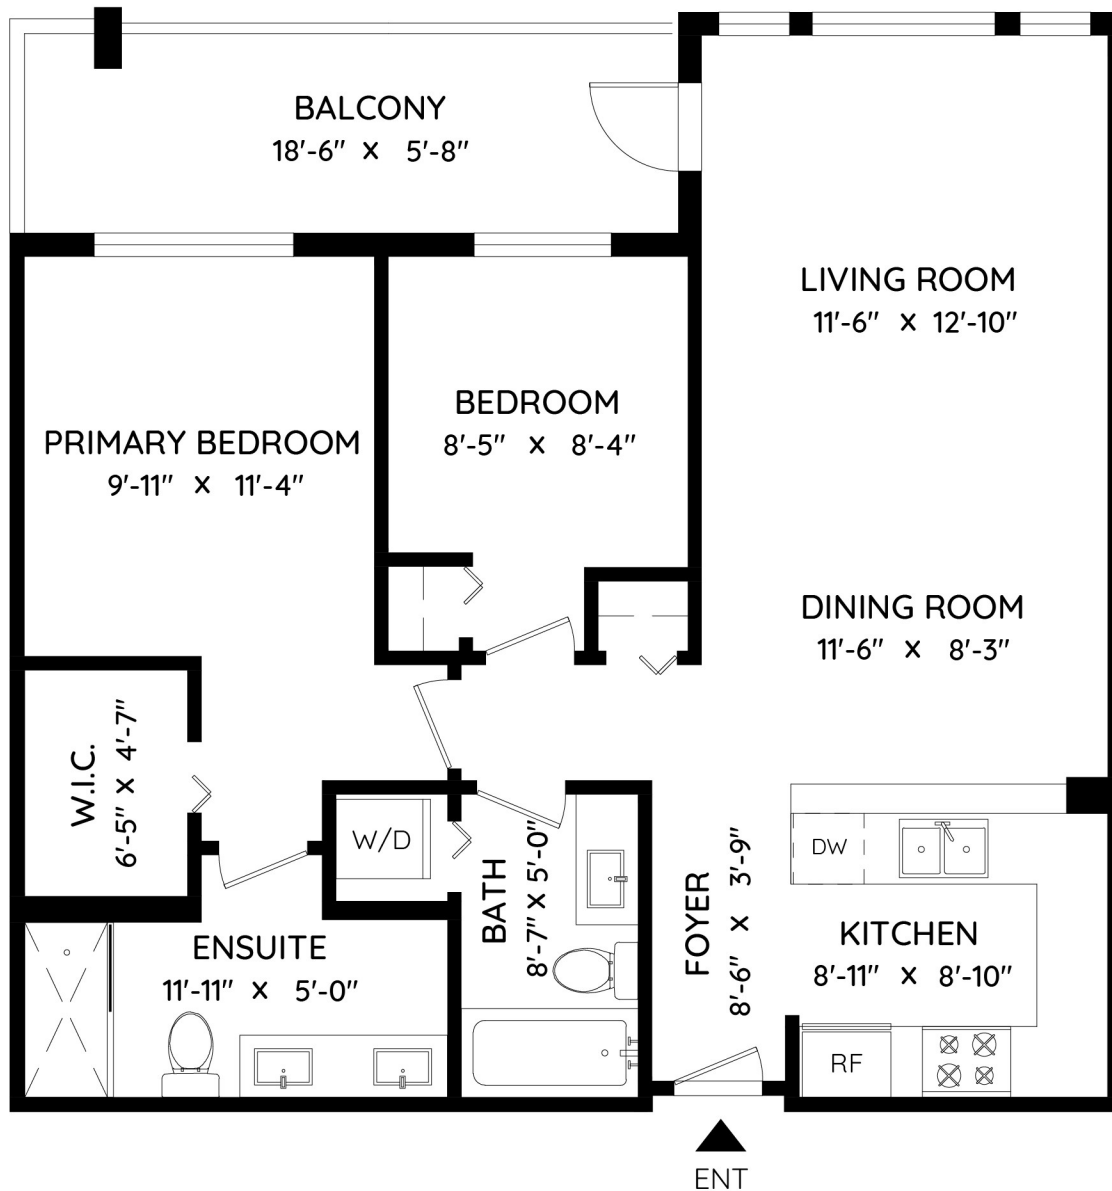 BALCONY
18'-6" X 5'-8"
LIVING ROOM
11'-6" X 12'-10"
BEDROOM
8'-5" X 8'-4"
PRIMARY BEDROOM
9'-11" X 11'-4"
DINING ROOM
11'-6" X 8'-3"
W.I.C.
6'-5" X 4'-7"
W/D
BATH
8'-7" X 5'-0"
FOYER
8'-6" X 3'-9"
DW
KITCHEN
8'-11" X 8'-10"
ENSUITE
11'-11" X 5'-0"
RF
ENT